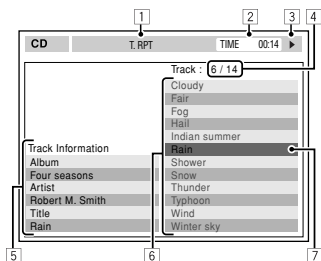 1 2 3 4
CD T. RPT TIME 00:14
Track : 6 / 14
Cloudy
Fair
Fog
Hail
Indian summer
Rain
Shower
Snow
Thunder
Typhoon
Wind
Winter sky
Track Information
Album
Four seasons
Artist
Robert M. Smith
Title
Rain
5 6 7